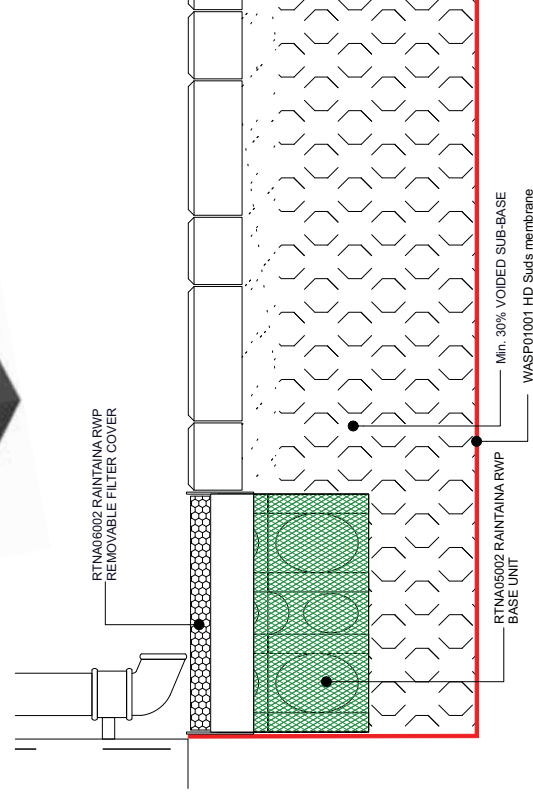 RTNA06002 RAINTAINA RWP
REMOVABLE FILTER COVER
RTNA05002 RAINTAINA RWP
BASE UNIT
Min. 30% VOIDED SUB-BASE
WASP01001 HD Suds membrane